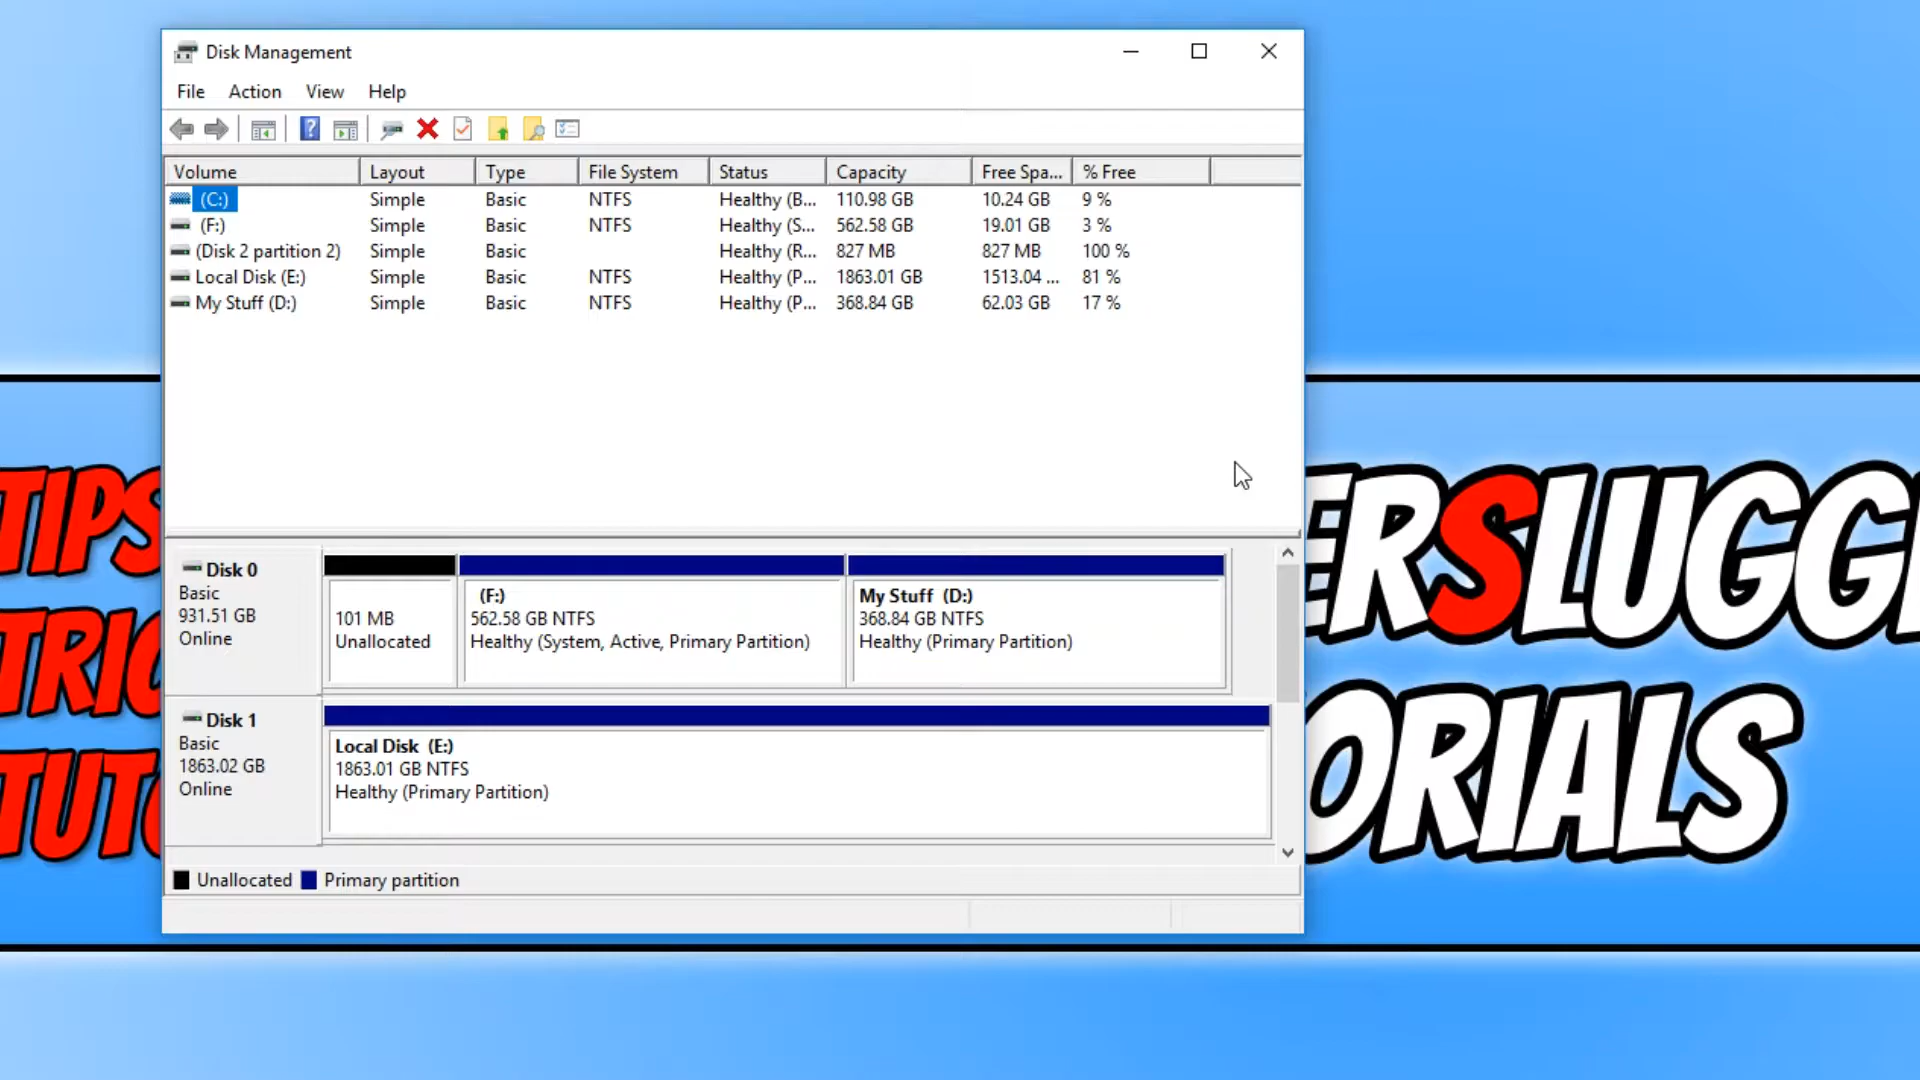 Disk Management
File Action View Help
Volume Layout Type File System Status Capacity Free Spa... % Free
(C:) Simple Basic NTFS Healthy (B... 110.98 GB 10.24 GB 9 %
(F:) Simple Basic NTFS Healthy (S... 562.58 GB 19.01 GB 3 %
(Disk 2 partition 2) Simple Basic Healthy (R... 827 MB 827 MB 100 %
Local Disk (E:) Simple Basic NTFS Healthy (P... 1863.01 GB 1513.04 ... 81 %
My Stuff (D:) Simple Basic NTFS Healthy (P... 368.84 GB 62.03 GB 17 %
Disk 0
Basic
931.51 GB
Online
101 MB
Unallocated
(F:)
562.58 GB NTFS
Healthy (System, Active, Primary Partition)
My Stuff (D:)
368.84 GB NTFS
Healthy (Primary Partition)
Disk 1
Basic
1863.02 GB
Online
Local Disk (E:)
1863.01 GB NTFS
Healthy (Primary Partition)
Unallocated Primary partition
TIPS
TRIC
TUT
ERSLUGG
ORIALS